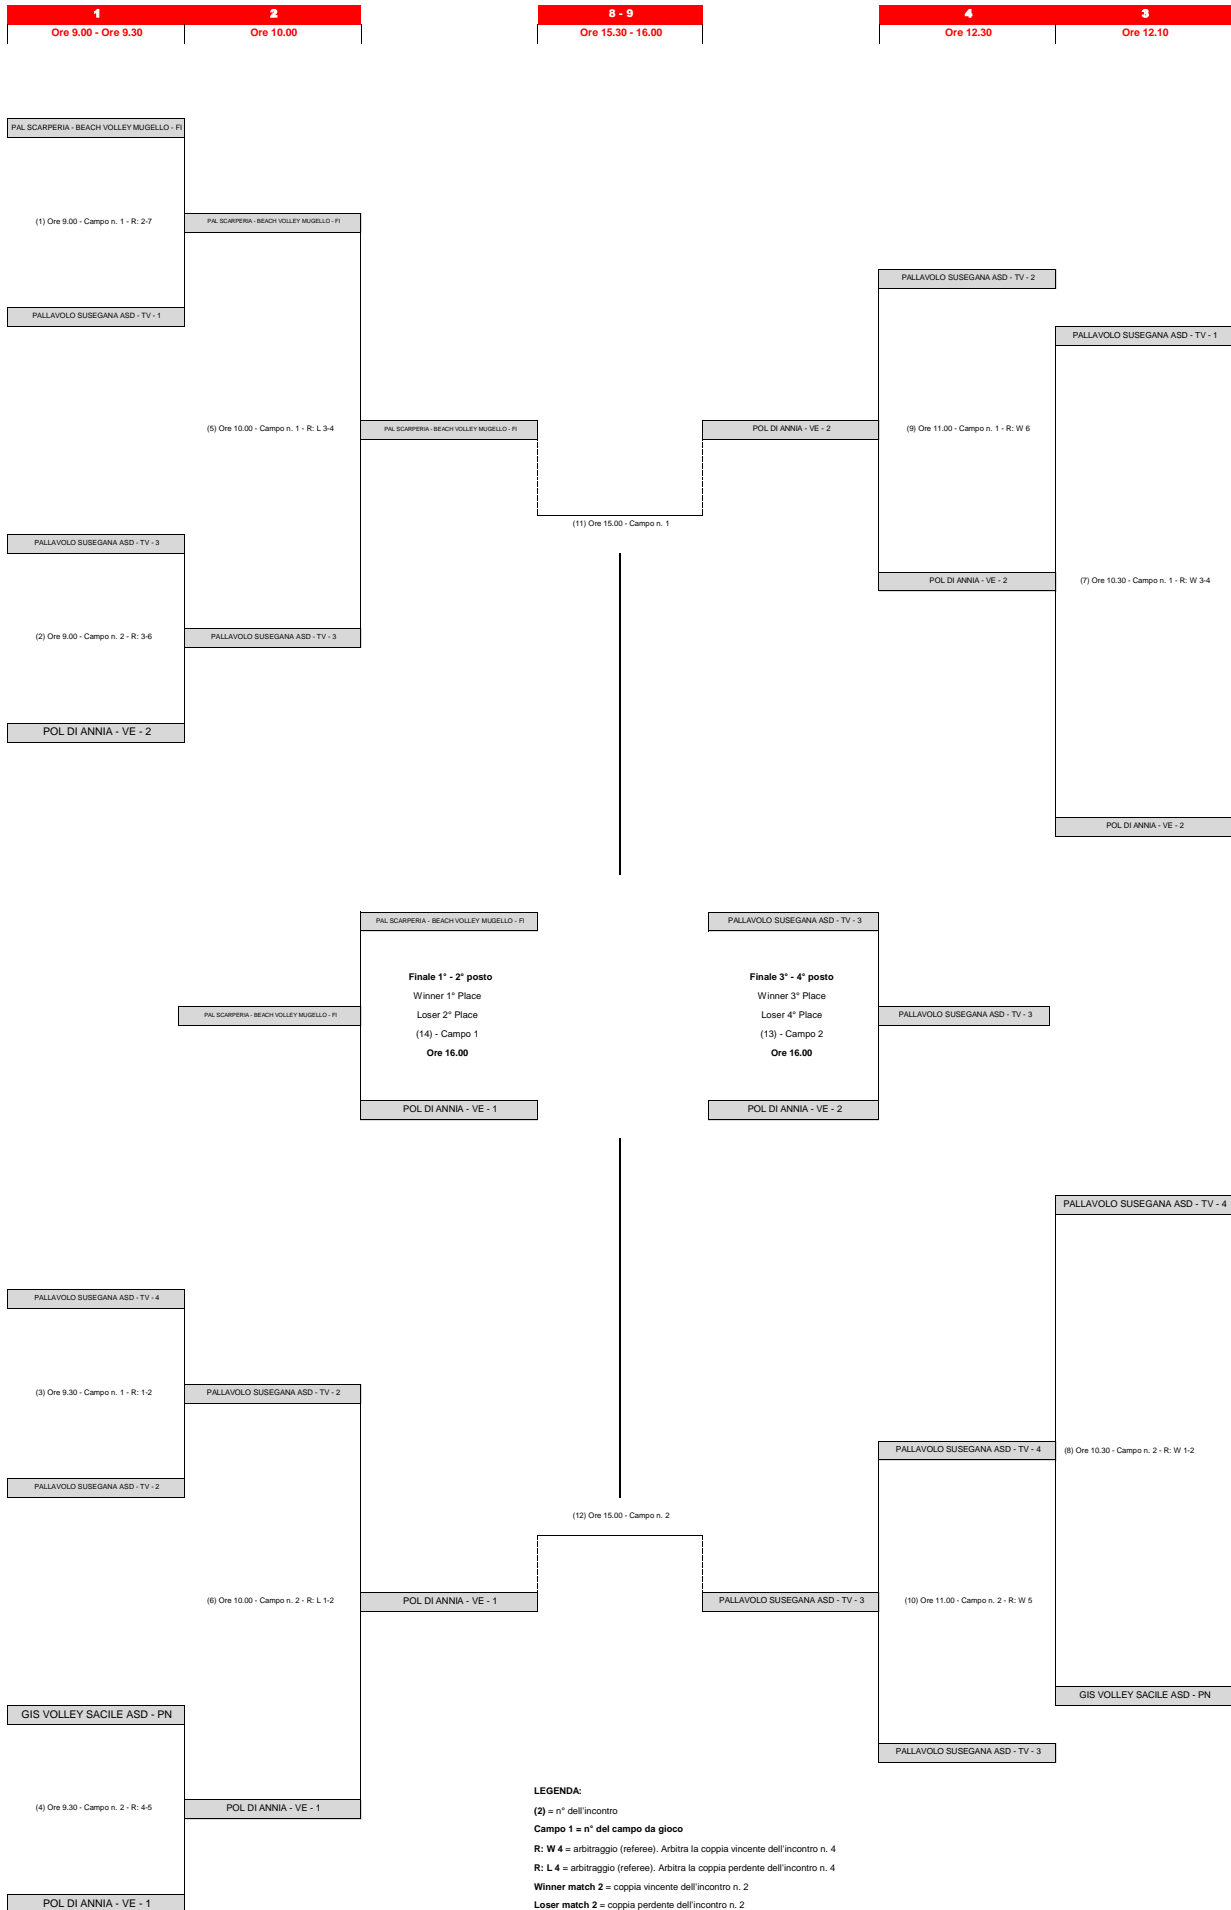 1 2 8 - 9 4 3
Ore 9.00 - Ore 9.30 Ore 10.00 Ore 15.30 - 16.00 Ore 12.30 Ore 12.10
PAL SCARPERIA - BEACH VOLLEY MUGELLO - FI
(1) Ore 9.00 - Campo n. 1 - R: 2-7 PAL SCARPERIA - BEACH VOLLEY MUGELLO - FI
PALLAVOLO SUSEGANA ASD - TV - 2
PALLAVOLO SUSEGANA ASD - TV - 1
PALLAVOLO SUSEGANA ASD - TV - 1
(5) Ore 10.00 - Campo n. 1 - R: L 3-4 PAL SCARPERIA - BEACH VOLLEY MUGELLO - FI POL DI ANNIA - VE - 2 (9) Ore 11.00 - Campo n. 1 - R: W 6
(11) Ore 15.00 - Campo n. 1
PALLAVOLO SUSEGANA ASD - TV - 3
POL DI ANNIA - VE - 2 (7) Ore 10.30 - Campo n. 1 - R: W 3-4
(2) Ore 9.00 - Campo n. 2 - R: 3-6 PALLAVOLO SUSEGANA ASD - TV - 3
POL DI ANNIA - VE - 2
POL DI ANNIA - VE - 2
PAL SCARPERIA - BEACH VOLLEY MUGELLO - FI PALLAVOLO SUSEGANA ASD - TV - 3
Finale 1° - 2° posto Finale 3° - 4° posto
Winner 1° Place Winner 3° Place
PAL SCARPERIA - BEACH VOLLEY MUGELLO - FI Loser 2° Place Loser 4° Place PALLAVOLO SUSEGANA ASD - TV - 3
(14) - Campo 1 (13) - Campo 2
Ore 16.00 Ore 16.00
POL DI ANNIA - VE - 1 POL DI ANNIA - VE - 2
PALLAVOLO SUSEGANA ASD - TV - 4
PALLAVOLO SUSEGANA ASD - TV - 4
(3) Ore 9.30 - Campo n. 1 - R: 1-2 PALLAVOLO SUSEGANA ASD - TV - 2
PALLAVOLO SUSEGANA ASD - TV - 4 (8) Ore 10.30 - Campo n. 2 - R: W 1-2
PALLAVOLO SUSEGANA ASD - TV - 2
(12) Ore 15.00 - Campo n. 2
(6) Ore 10.00 - Campo n. 2 - R: L 1-2 POL DI ANNIA - VE - 1 PALLAVOLO SUSEGANA ASD - TV - 3 (10) Ore 11.00 - Campo n. 2 - R: W 5
GIS VOLLEY SACILE ASD - PN
GIS VOLLEY SACILE ASD - PN
PALLAVOLO SUSEGANA ASD - TV - 3
LEGENDA:
(4) Ore 9.30 - Campo n. 2 - R: 4-5 POL DI ANNIA - VE - 1 (2) = n° dell'incontro
Campo 1 = n° del campo da gioco
R: W 4 = arbitraggio (referee). Arbitra la coppia vincente dell'incontro n. 4
R: L 4 = arbitraggio (referee). Arbitra la coppia perdente dell'incontro n. 4
Winner match 2 = coppia vincente dell'incontro n. 2
POL DI ANNIA - VE - 1 Loser match 2 = coppia perdente dell'incontro n. 2